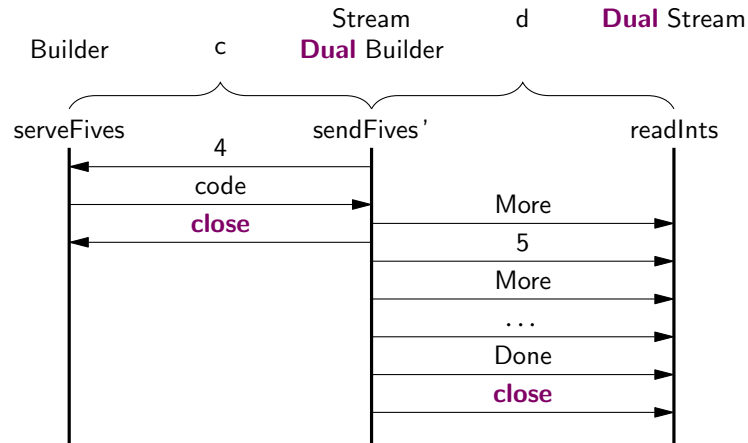 Stream d Dual Stream
Builder c Dual Builder
serveFives sendFives' readInts
4
code
More
close
5
More
...
Done
close